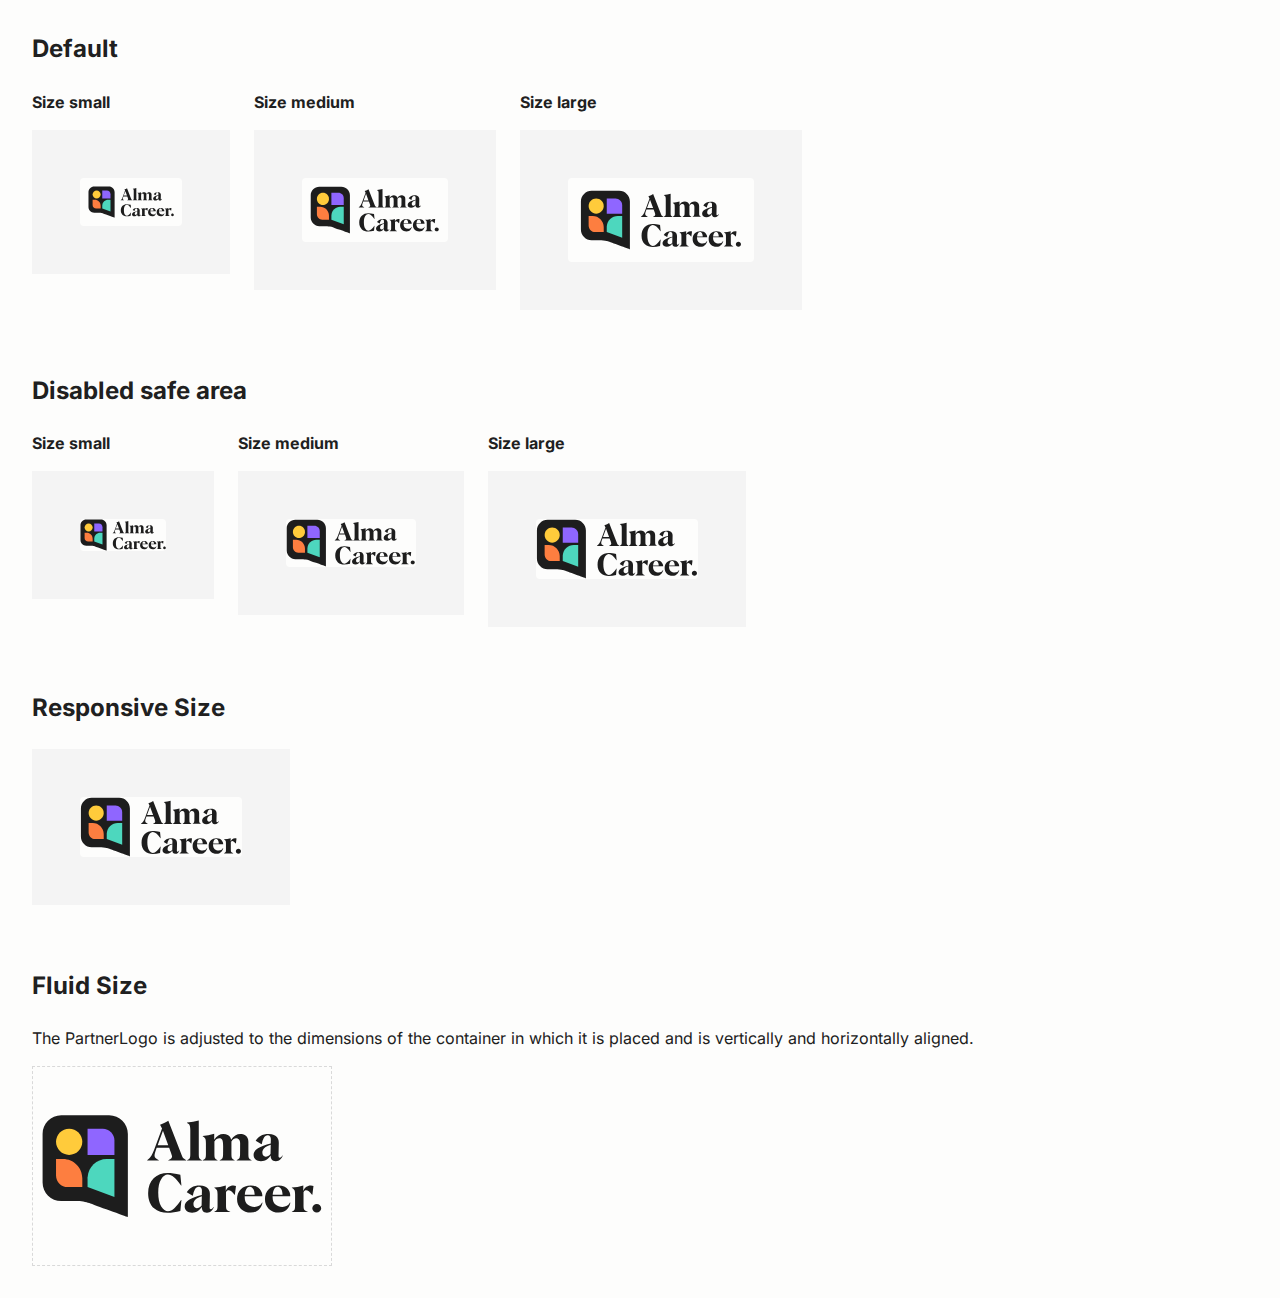 Default
Size small
Size medium
Size large
Alma
Career.
Alma
Career.
Alma
Career.
Disabled safe area
Size small
Size medium
Size large
Alma
Career.
Alma
Career.
Alma
Career.
Responsive Size
Alma
Career.
Fluid Size
The PartnerLogo is adjusted to the dimensions of the container in which it is placed and is vertically and horizontally aligned.
Alma
Career.